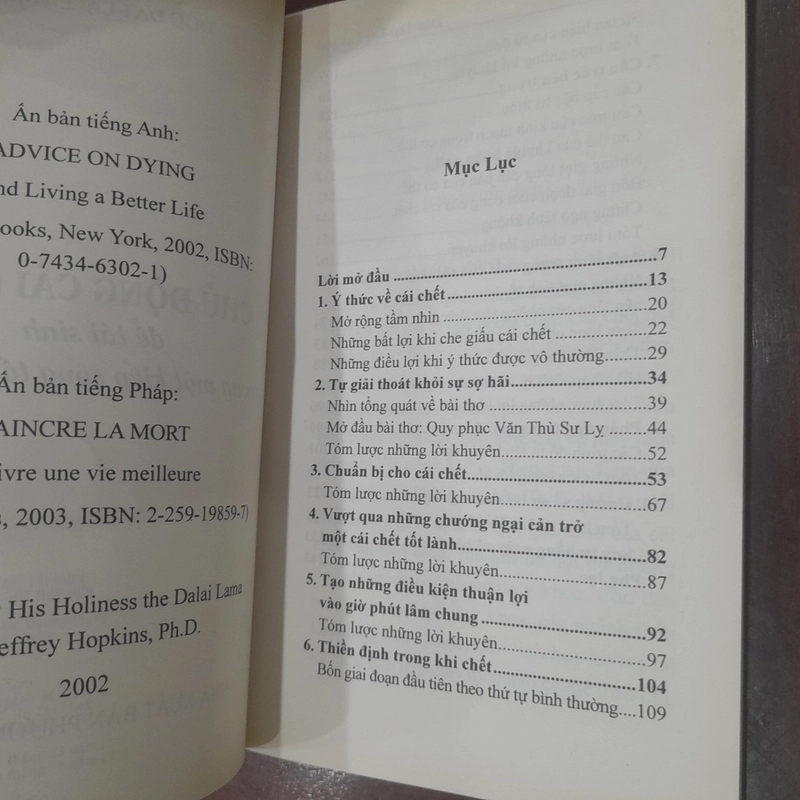 Ấn bản tiếng Anh:
ADVICE ON DYING
nd Living a Better Life
ooks, New York, 2002, ISBN:
0-7434-6302-1)
Ấn bản tiếng Pháp:
AINCRE LA MORT
ivre une vie meilleure
, 2003, ISBN: 2-259-19859-7)
His Holiness the Dalai Lama
effrey Hopkins, Ph.D.
2002
Mục Lục
Lời mở đầu ..........7
1. Ý thức về cái chết..........13
Mở rộng tầm nhìn ..........20
Những bất lợi khi che giấu cái chết ..........22
Những điều lợi khi ý thức được vô thường..........29
2. Tự giải thoát khỏi sự sợ hãi..........34
Nhìn tổng quát về bài thơ ..........39
Mở đầu bài thơ: Quy phục Văn Thù Sư Lỵ ..........44
Tóm lược những lời khuyên..........52
3. Chuẩn bị cho cái chết..........53
Tóm lược những lời khuyên..........67
4. Vượt qua những chướng ngại cản trở
một cái chết tốt lành..........82
Tóm lược những lời khuyên..........87
5. Tạo những điều kiện thuận lợi
vào giờ phút lâm chung ..........92
Tóm lược những lời khuyên..........97
6. Thiền định trong khi chết..........104
Bốn giai đoạn đầu tiên theo thứ tự bình thường....109